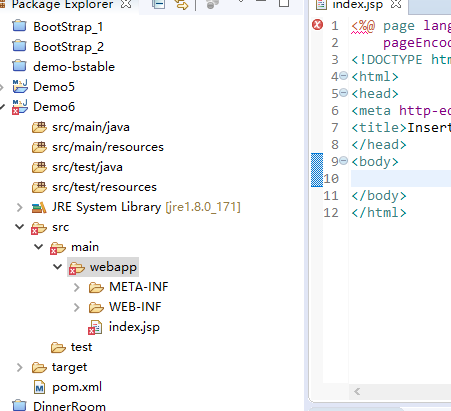 Package Explorer
BootStrap_1
BootStrap_2
demo-bstable
Demo5
Demo6
src/main/java
src/main/resources
src/test/java
src/test/resources
JRE System Library [jre1.8.0_171]
src
main
webapp
META-INF
WEB-INF
index.jsp
test
target
pom.xml
DinnerRoom
index.jsp
1 <%@ page lang
2 pageEncod
3 <!DOCTYPE htm
4 <html>
5 <head>
6 <meta http-eq
7 <title>Insert
8 </head>
9 <body>
10
11 </body>
12 </html>